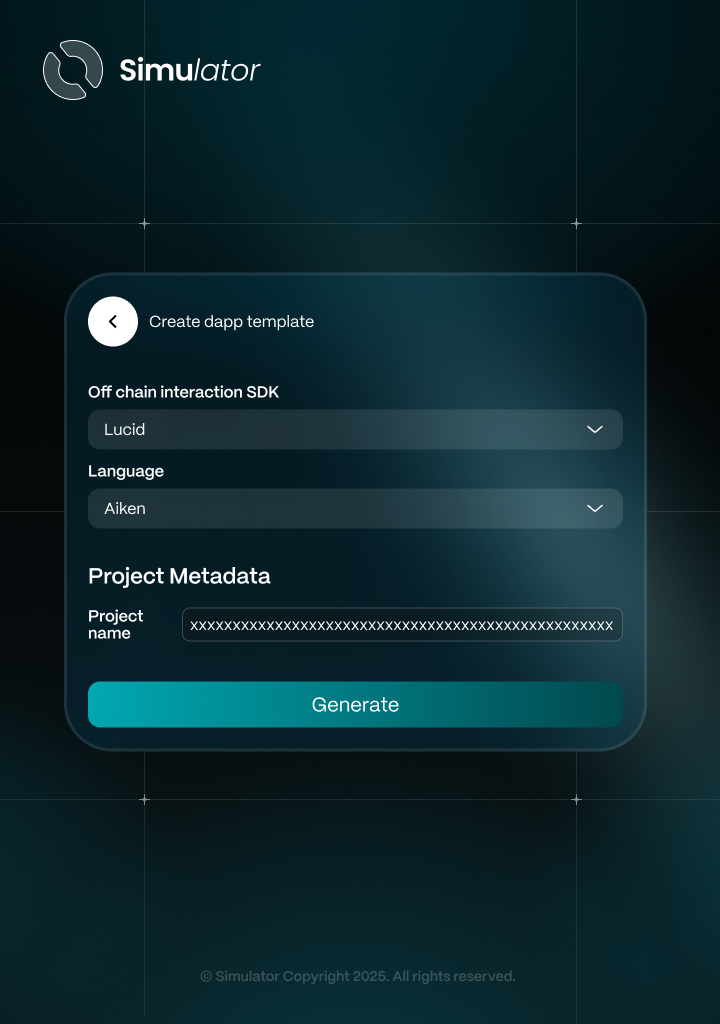 Simulator
Create dapp template
Off chain interaction SDK
Lucid
Language
Aiken
Project Metadata
Project
name
xxxxxxxxxxxxxxxxxxxxxxxxxxxxxxxxxxxxxxxxxxxxxxxxxx
Generate
© Simulator Copyright 2025. All rights reserved.